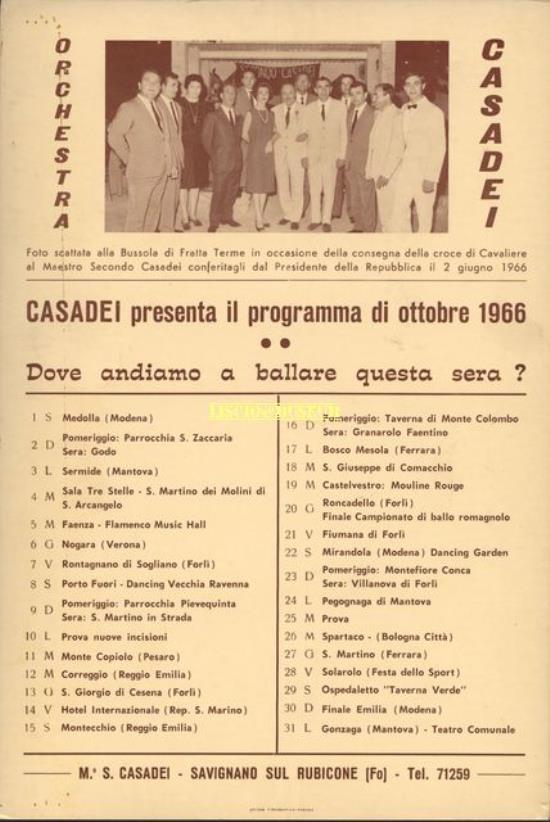 ORCHESTRA
CASADEI
SECONDO CASADEI
Foto scattata alla Bussola di Fratta Terme in occasione della consegna della croce di Cavaliere
al Maestro Secondo Casadei conferitagli dal Presidente della Repubblica il 2 giugno 1966
CASADEI presenta il programma di ottobre 1966
Dove andiamo a ballare questa sera ?
1 S Medolla (Modena)
2 D Pomeriggio: Parrocchia S. Zaccaria
Sera: Godo
3 L Sermide (Mantova)
4 M Sala Tre Stelle - S. Martino dei Molini di
S. Arcangelo
5 M Faenza - Flamenco Music Hall
6 G Nogara (Verona)
7 V Rontagnano di Sogliano (Forlì)
8 S Porto Fuori - Dancing Vecchia Ravenna
9 D Pomeriggio: Parrocchia Pievequinta
Sera: S. Martino in Strada
10 L Prova nuove incisioni
11 M Monte Copiolo (Pesaro)
12 M Correggio (Reggio Emilia)
13 G S. Giorgio di Cesena (Forlì)
14 V Hotel Internazionale (Rep. S. Marino)
15 S Montecchio (Reggio Emilia)
16 D Pomeriggio: Taverna di Monte Colombo
Sera: Granarolo Faentino
17 L Bosco Mesola (Ferrara)
18 M S. Giuseppe di Comacchio
19 M Castelvestro: Mouline Rouge
20 G Roncadello (Forlì)
Finale Campionato di ballo romagnolo
21 V Fiumana di Forlì
22 S Mirandola (Modena) Dancing Garden
23 D Pomeriggio: Montefiore Conca
Sera: Villanova di Forlì
24 L Pegognaga di Mantova
25 M Prova
26 M Spartaco - (Bologna Città)
27 G S. Martino (Ferrara)
28 V Solarolo (Festa dello Sport)
29 S Ospedaletto "Taverna Verde"
30 D Finale Emilia (Modena)
31 L Gonzaga (Mantova) - Teatro Comunale
M.° S. CASADEI - SAVIGNANO SUL RUBICONE (Fo) - Tel. 71259